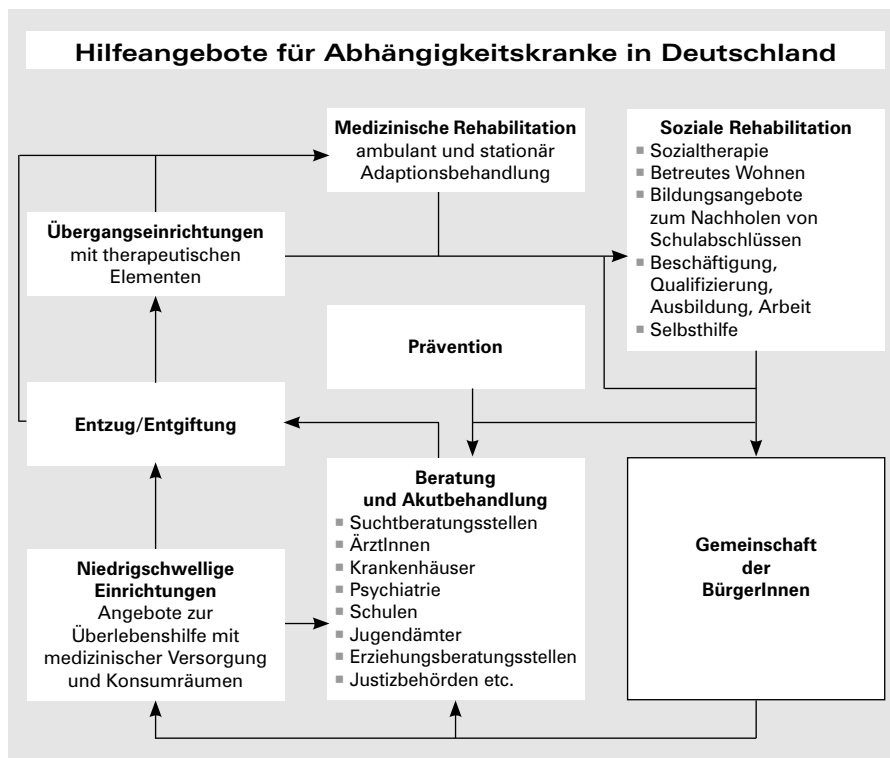 Hilfeangebote für Abhängigkeitskranke in Deutschland
Medizinische Rehabilitation
ambulant und stationär
Adaptionsbehandlung
Soziale Rehabilitation
■ Sozialtherapie
■ Betreutes Wohnen
■ Bildungsangebote
zum Nachholen von
Schulabschlüssen
■ Beschäftigung,
Qualifizierung,
Ausbildung, Arbeit
■ Selbsthilfe
Übergangseinrichtungen
mit therapeutischen
Elementen
Prävention
Entzug/Entgiftung
Beratung
und Akutbehandlung
■ Suchtberatungsstellen
■ ÄrztInnen
■ Krankenhäuser
■ Psychiatrie
■ Schulen
■ Jugendämter
■ Erziehungsberatungsstellen
■ Justizbehörden etc.
Gemeinschaft
der
BürgerInnen
Niedrigschwellige
Einrichtungen
Angebote zur
Überlebenshilfe mit
medizinischer Versorgung
und Konsumräumen